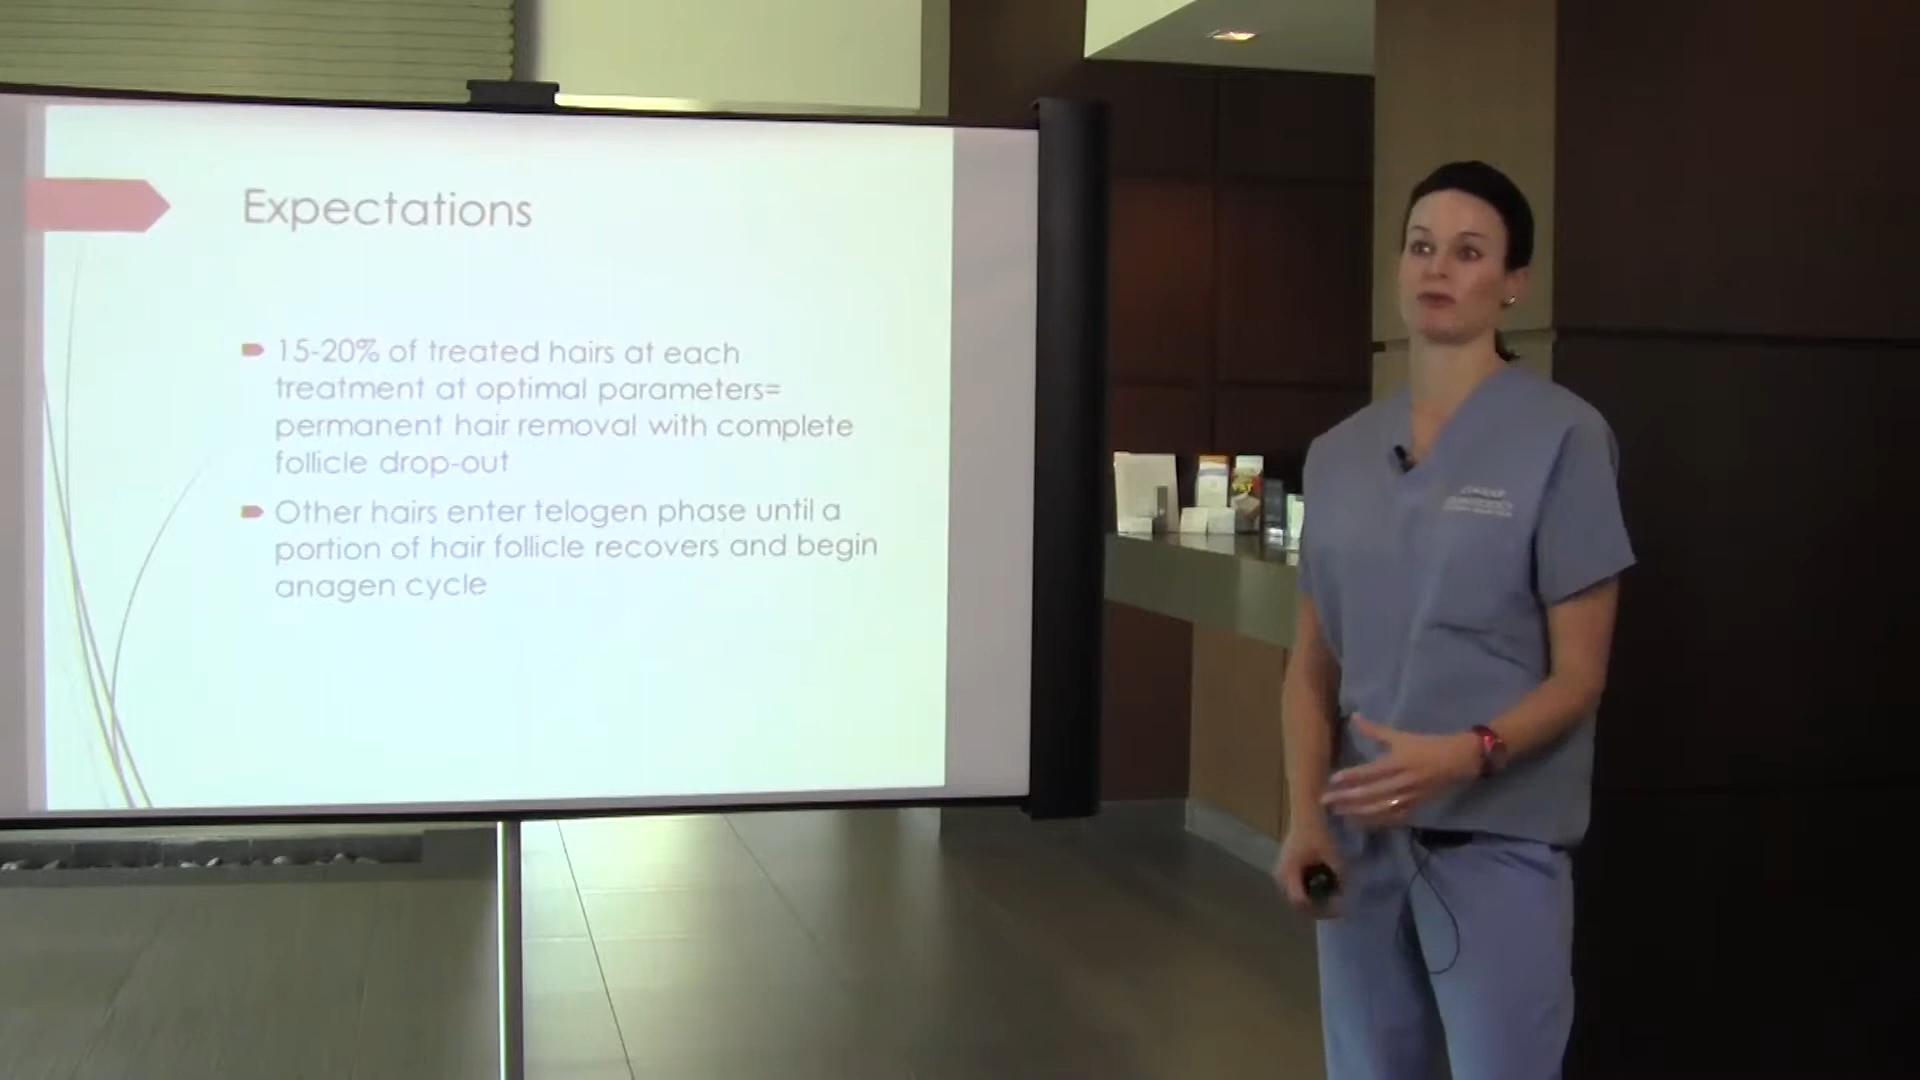 Expectations
15-20% of treated hairs at each
treatment at optimal parameters=
permanent hair removal with complete
follicle drop-out
Other hairs enter telogen phase until a
portion of hair follicle recovers and begin
anagen cycle